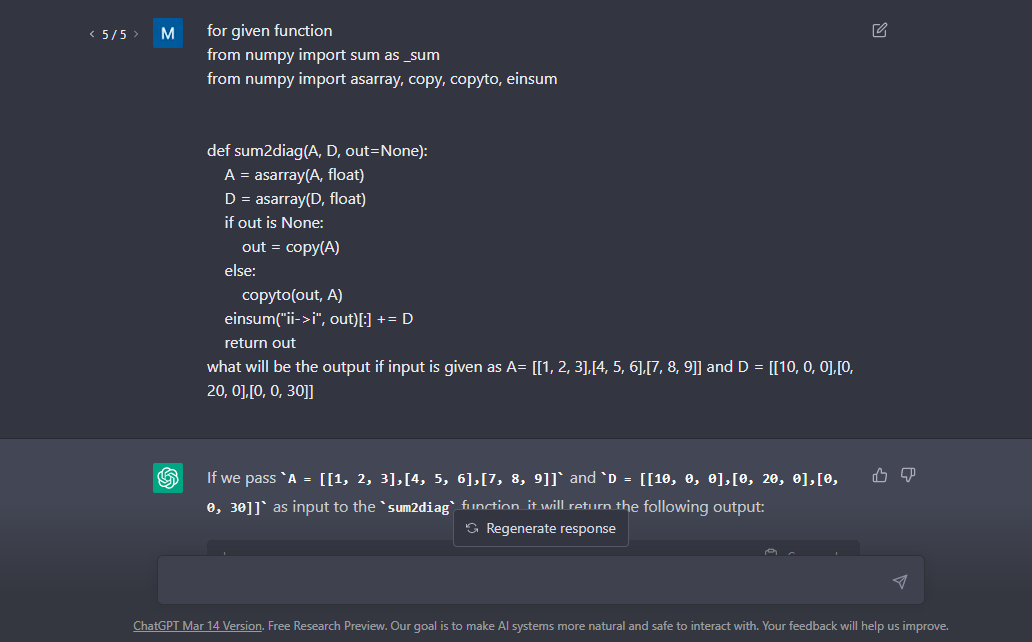 < 5 / 5 >
M
for given function
from numpy import sum as _sum
from numpy import asarray, copy, copyto, einsum
def sum2diag(A, D, out=None):
A = asarray(A, float)
D = asarray(D, float)
if out is None:
out = copy(A)
else:
copyto(out, A)
einsum("ii->i", out)[:] += D
return out
what will be the output if input is given as A= [[1, 2, 3],[4, 5, 6],[7, 8, 9]] and D = [[10, 0, 0],[0,
20, 0],[0, 0, 30]]
If we pass `A = [[1, 2, 3],[4, 5, 6],[7, 8, 9]]` and `D = [[10, 0, 0],[0, 20, 0],[0,
0, 30]]` as input to the `sum2diag` function, it will return the following output:
Regenerate response
ChatGPT Mar 14 Version. Free Research Preview. Our goal is to make AI systems more natural and safe to interact with. Your feedback will help us improve.